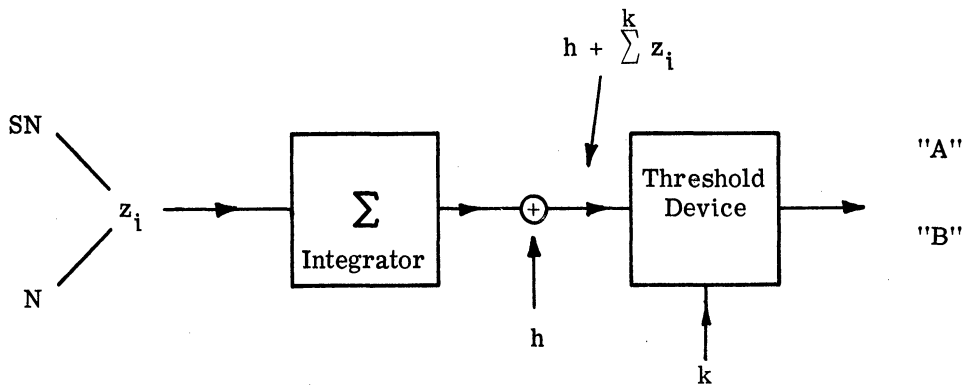 k
h + ∑ z_i
SN
"A"
Threshold
Device
z_i
∑
+
"B"
Integrator
N
h
k